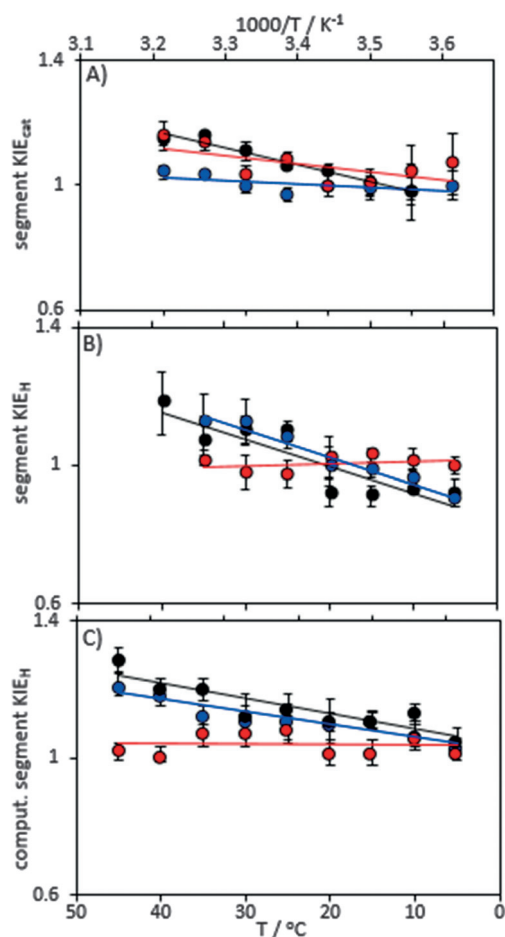 1000/T / K-1
3.1 3.2 3.3 3.4 3.5 3.6
1.4
A)
segment KIEcat
1
0.6
1.4
B)
segment KIEH
1
0.6
1.4
C)
comput. segment KIEH
1
0.6
50 40 30 20 10 0
T / °C